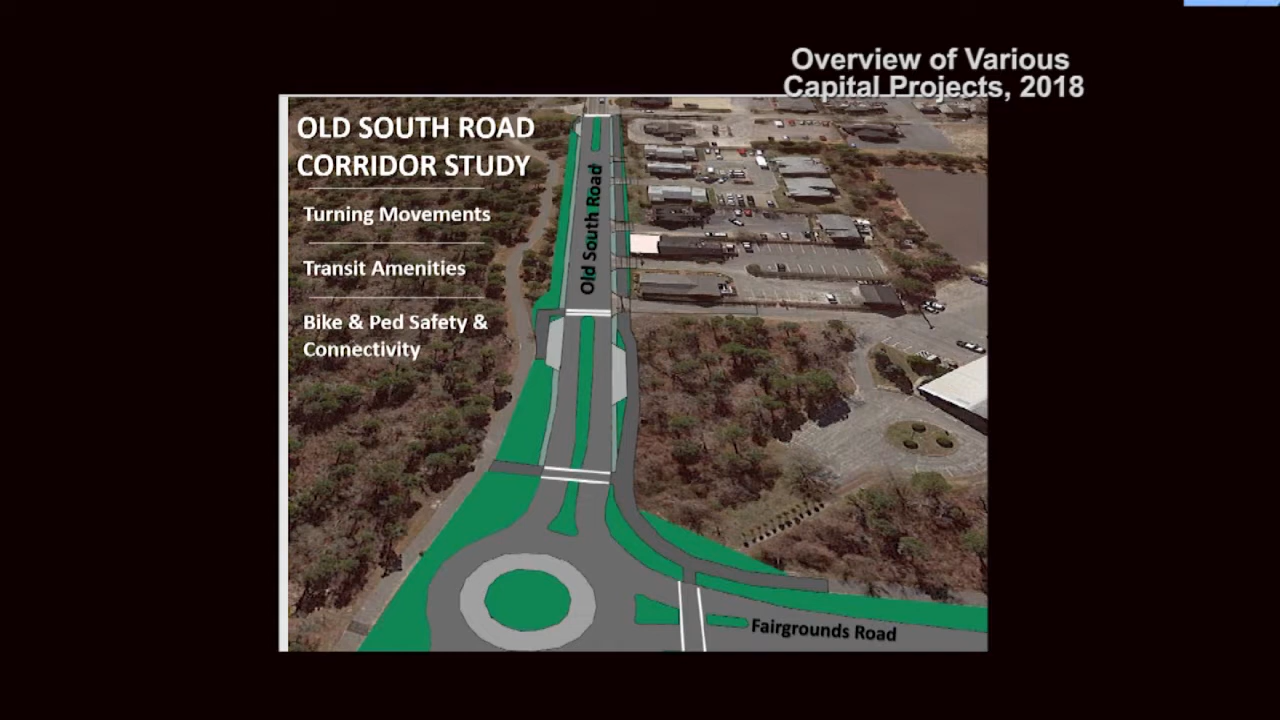 Overview of Various
Capital Projects, 2018
OLD SOUTH ROAD
CORRIDOR STUDY
Turning Movements
Transit Amenities
Bike & Ped Safety &
Connectivity
Old South Road
Fairgrounds Road